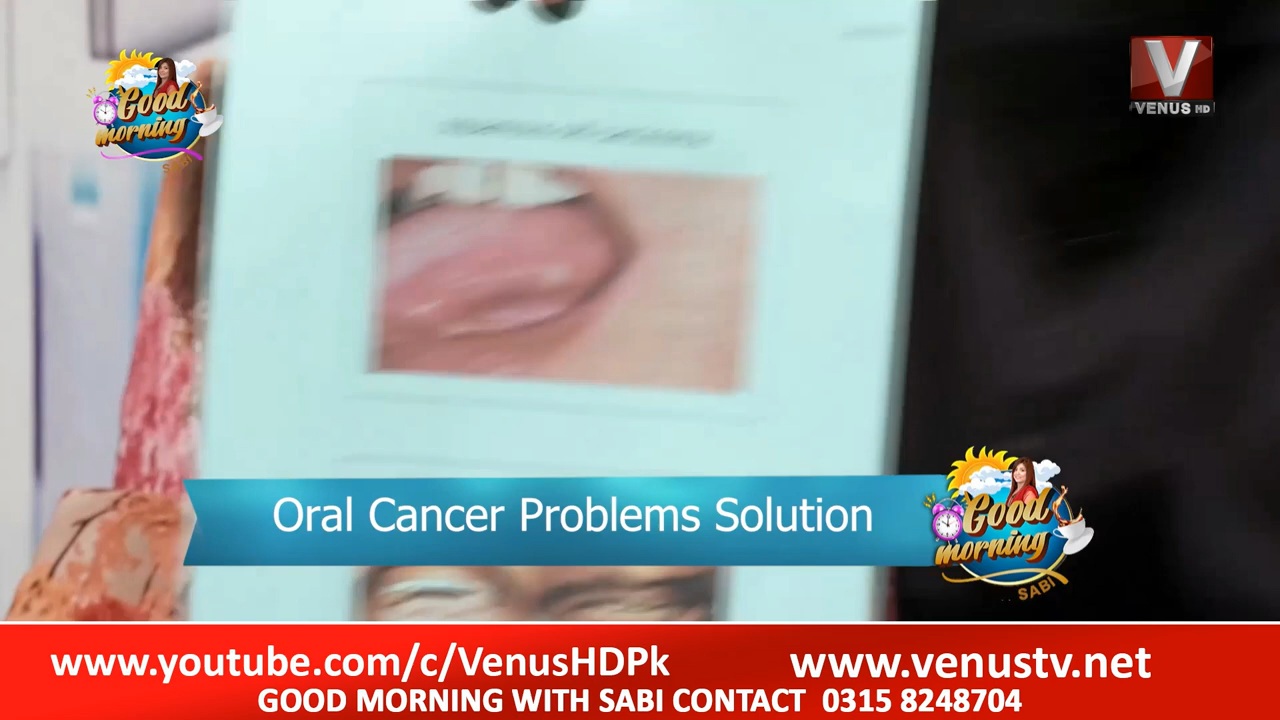 Good
morning
SABI
V
VENUS HD
Oral Cancer Problems Solution
Good
morning
SABI
www.youtube.com/c/VenusHDPk
www.venustv.net
GOOD MORNING WITH SABI CONTACT 0315 8248704